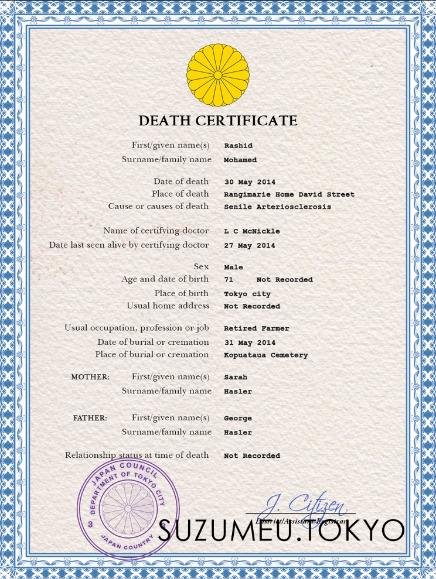 DEATH CERTIFICATE
First/given name(s) Rashid
Surname/family name Mohamed
Date of death 30 May 2014
Place of death Rangimarie Home David Street
Cause or causes of death Senile Arteriosclerosis
Name of certifying doctor L C McNickle
Date last seen alive by certifying doctor 27 May 2014
Sex Male
Age and date of birth 71 Not Recorded
Place of birth Tokyo city
Usual home address Not Recorded
Usual occupation, profession or job Retired Farmer
Date of burial or cremation 31 May 2014
Place of burial or cremation Kopuataua Cemetery
MOTHER: First/given name(s) Sarah
Surname/family name Hasler
FATHER: First/given name(s) George
Surname/family name Hasler
Relationship status at time of death Not Recorded
JAPAN COUNCIL
DEPARTMENT OF TOKYO CITY
3
JAPAN COUNTRY
J. Citizen
SUZUMEU.TOKYO